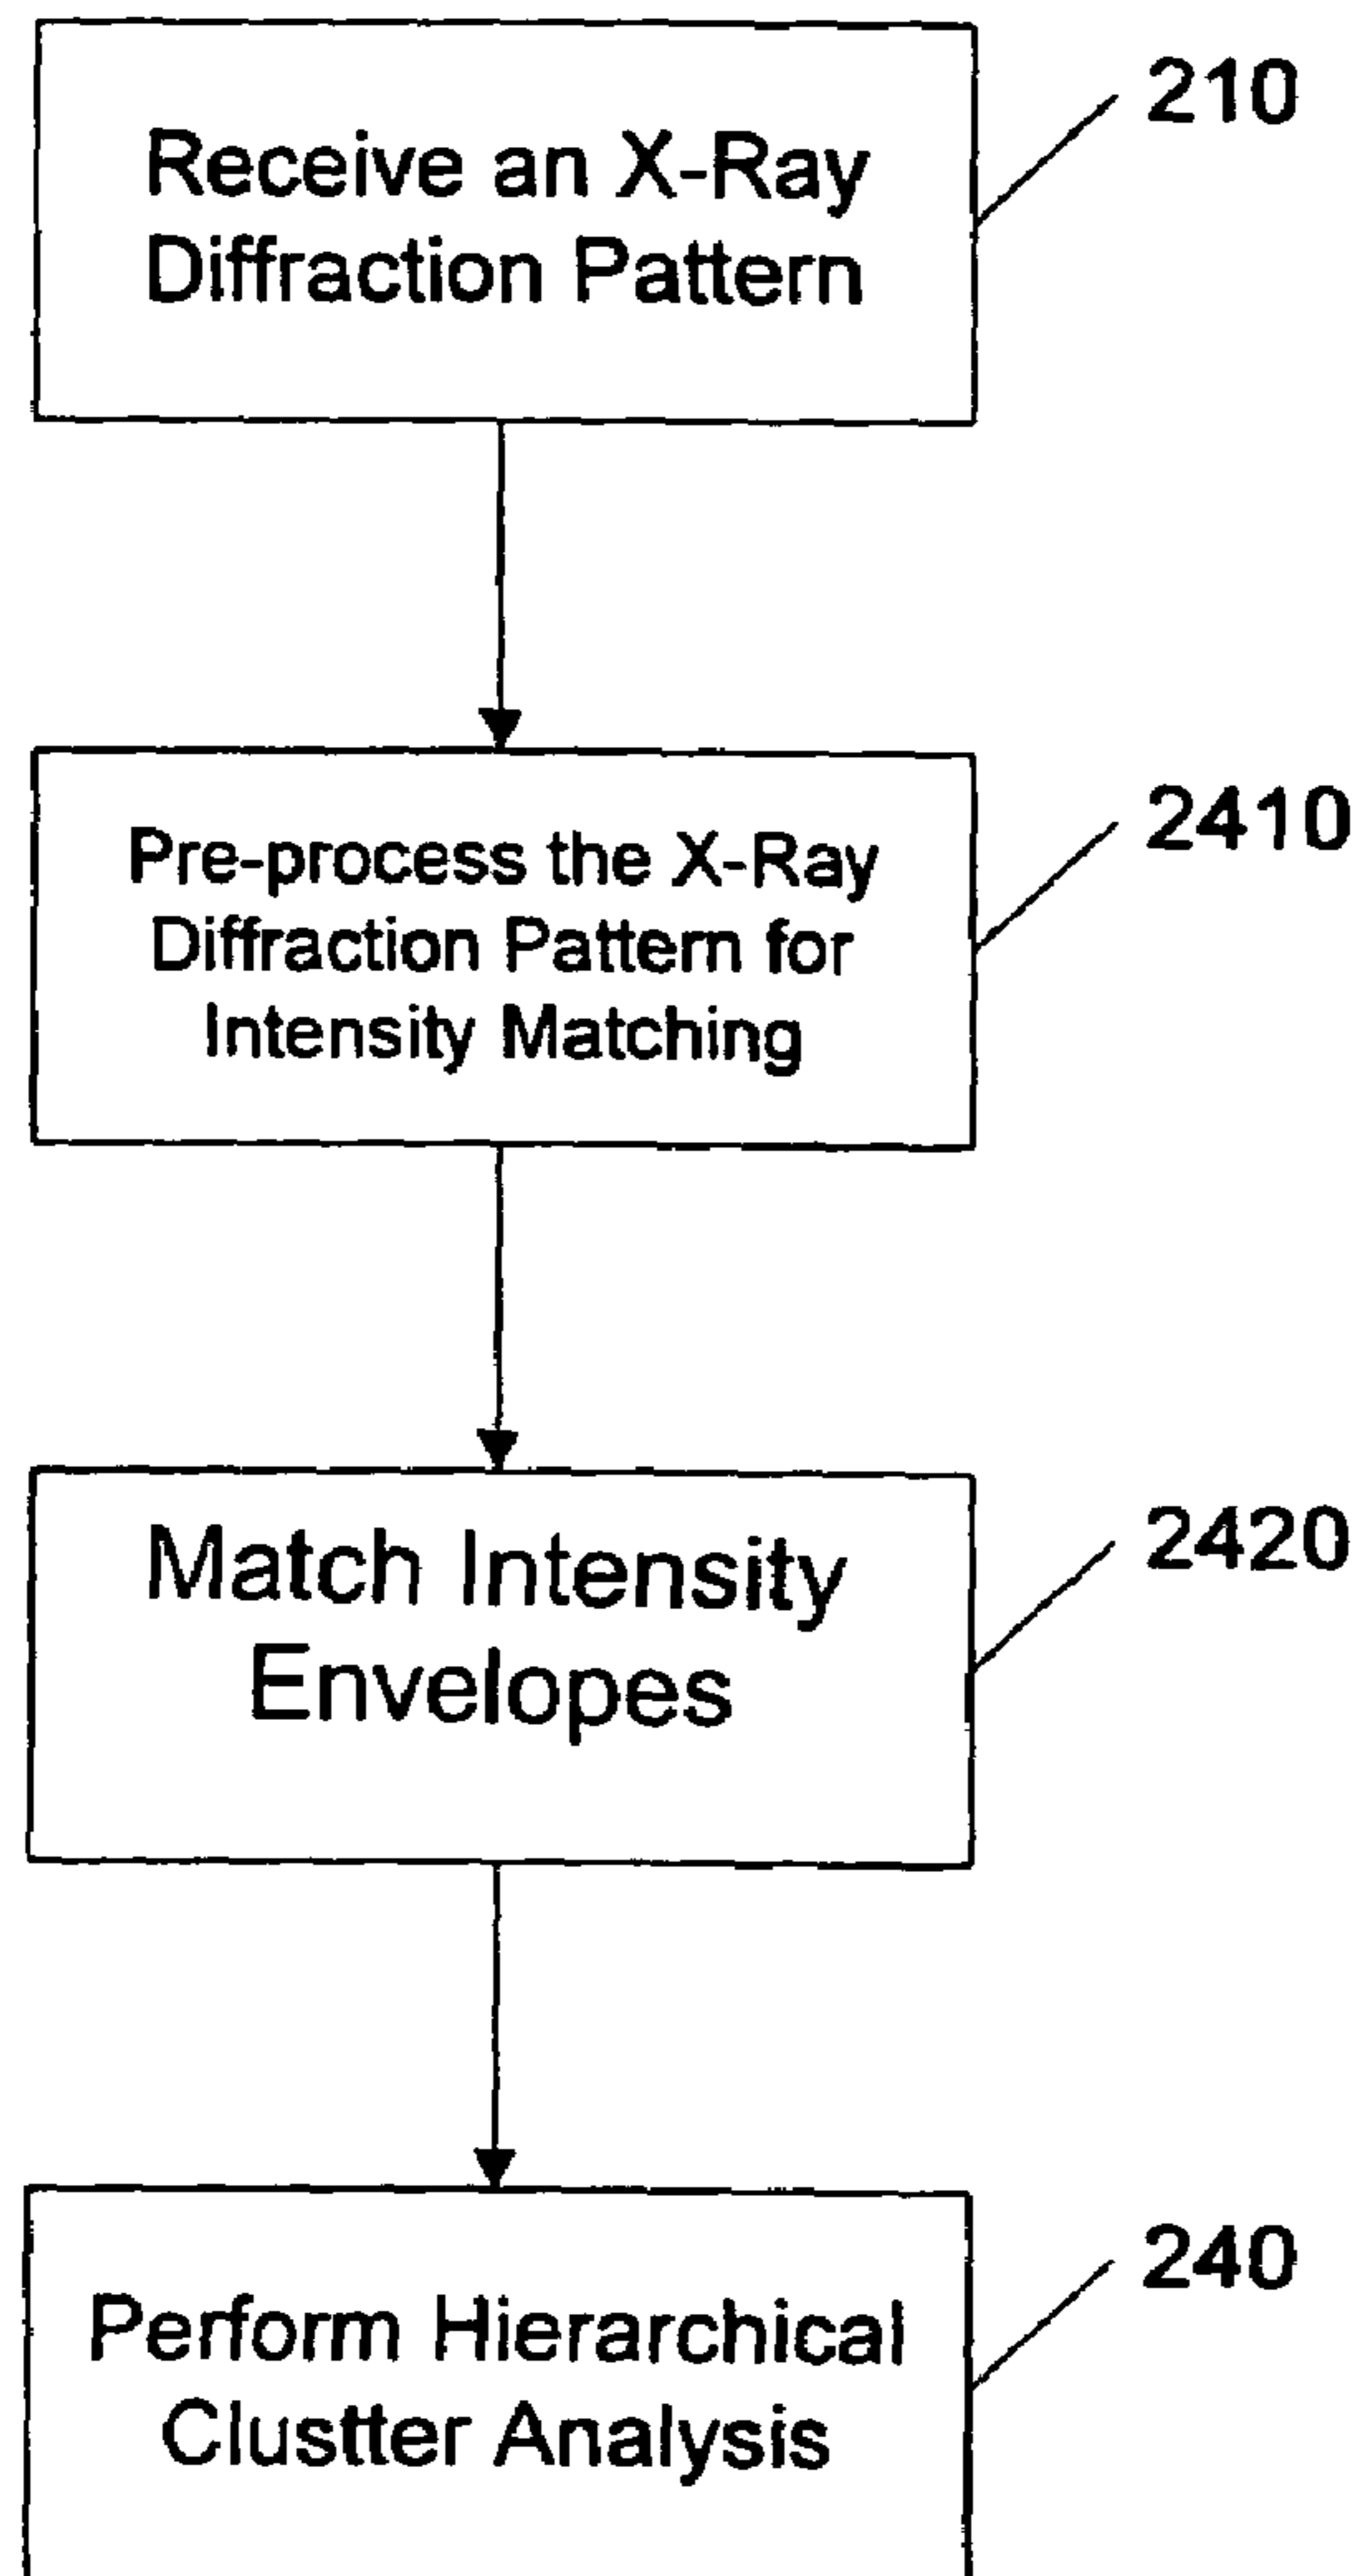 Receive an X-Ray
Diffraction Pattern
210
Pre-process the X-Ray
Diffraction Pattern for
Intensity Matching
2410
Match Intensity
Envelopes
2420
Perform Hierarchical
Clustter Analysis
240